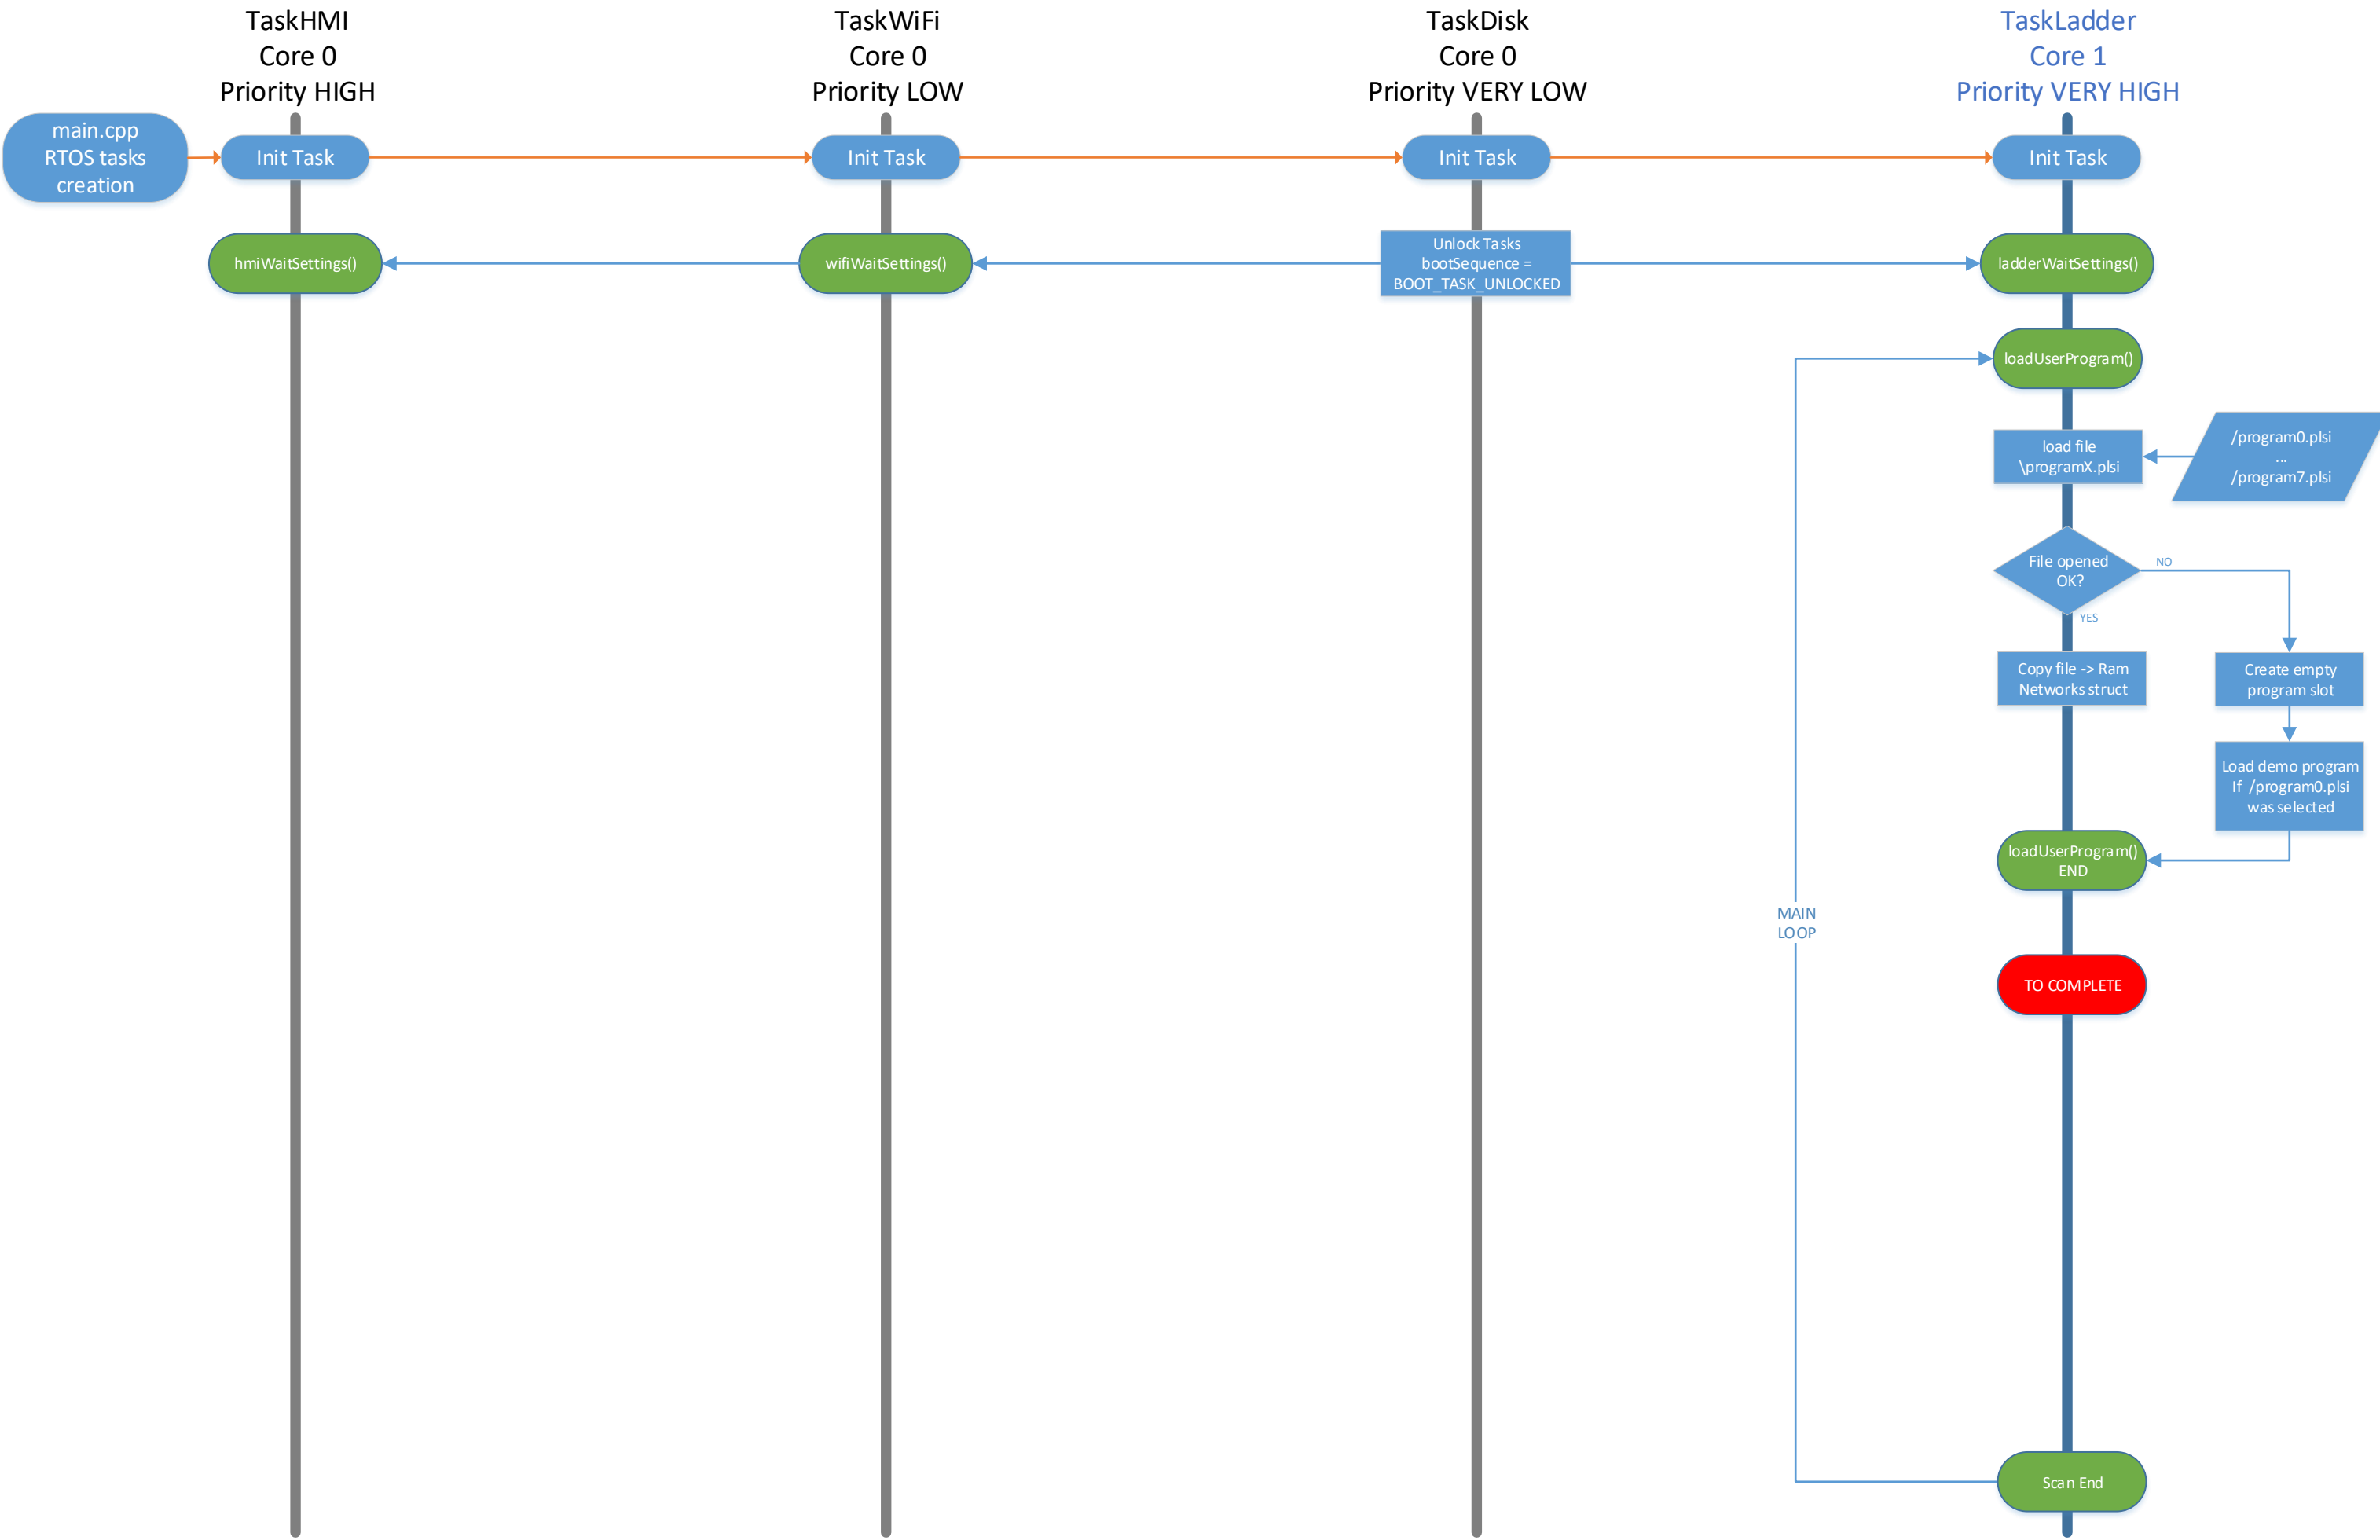 TaskHMI
Core 0
Priority HIGH
TaskWiFi
Core 0
Priority LOW
TaskDisk
Core 0
Priority VERY LOW
TaskLadder
Core 1
Priority VERY HIGH
main.cpp
RTOS tasks
creation
Init Task
Init Task
Init Task
Init Task
hmiWaitSettings()
wifiWaitSettings()
Unlock Tasks
bootSequence =
BOOT_TASK_UNLOCKED
ladderWaitSettings()
loadUserProgram()
load file
\programX.plsi
/program0.plsi
...
/program7.plsi
File opened
OK?
NO
YES
Copy file -> Ram
Networks struct
Create empty
program slot
Load demo program
If /program0.plsi
was selected
loadUserProgram()
END
MAIN
LOOP
TO COMPLETE
Scan End